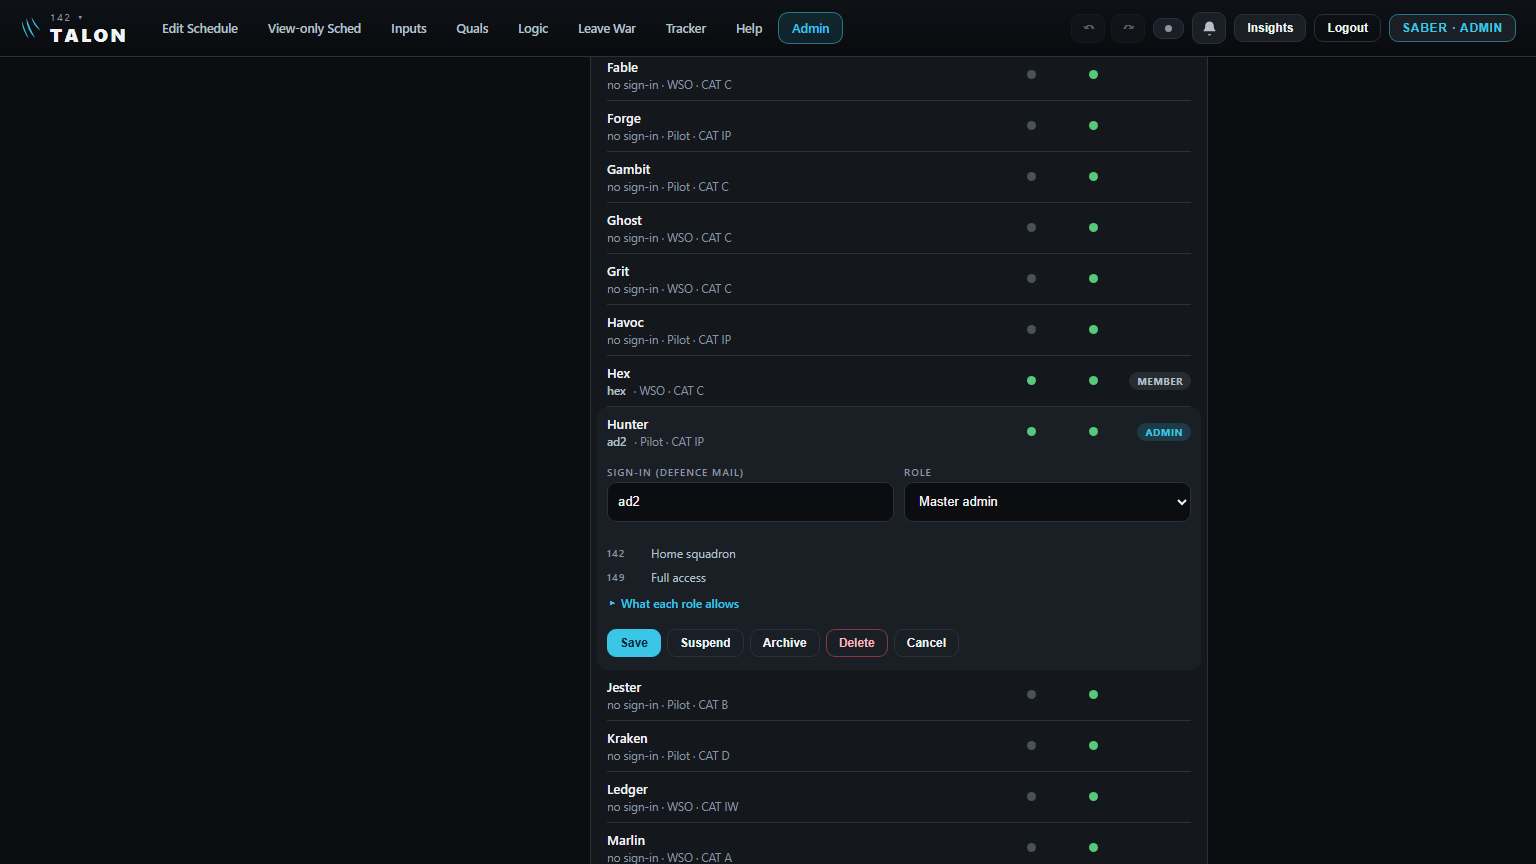 142 ▾
TALON
Edit Schedule
View-only Sched
Inputs
Quals
Logic
Leave War
Tracker
Help
Admin
Insights
Logout
SABER · ADMIN
Fable
no sign-in · WSO · CAT C
Forge
no sign-in · Pilot · CAT IP
Gambit
no sign-in · Pilot · CAT C
Ghost
no sign-in · WSO · CAT C
Grit
no sign-in · WSO · CAT C
Havoc
no sign-in · Pilot · CAT IP
Hex
hex · WSO · CAT C
MEMBER
Hunter
ad2 · Pilot · CAT IP
ADMIN
SIGN-IN (DEFENCE MAIL)
ROLE
ad2
Master admin
142 Home squadron
149 Full access
▸ What each role allows
Save
Suspend
Archive
Delete
Cancel
Jester
no sign-in · Pilot · CAT B
Kraken
no sign-in · Pilot · CAT D
Ledger
no sign-in · WSO · CAT IW
Marlin
no sign-in · WSO · CAT A